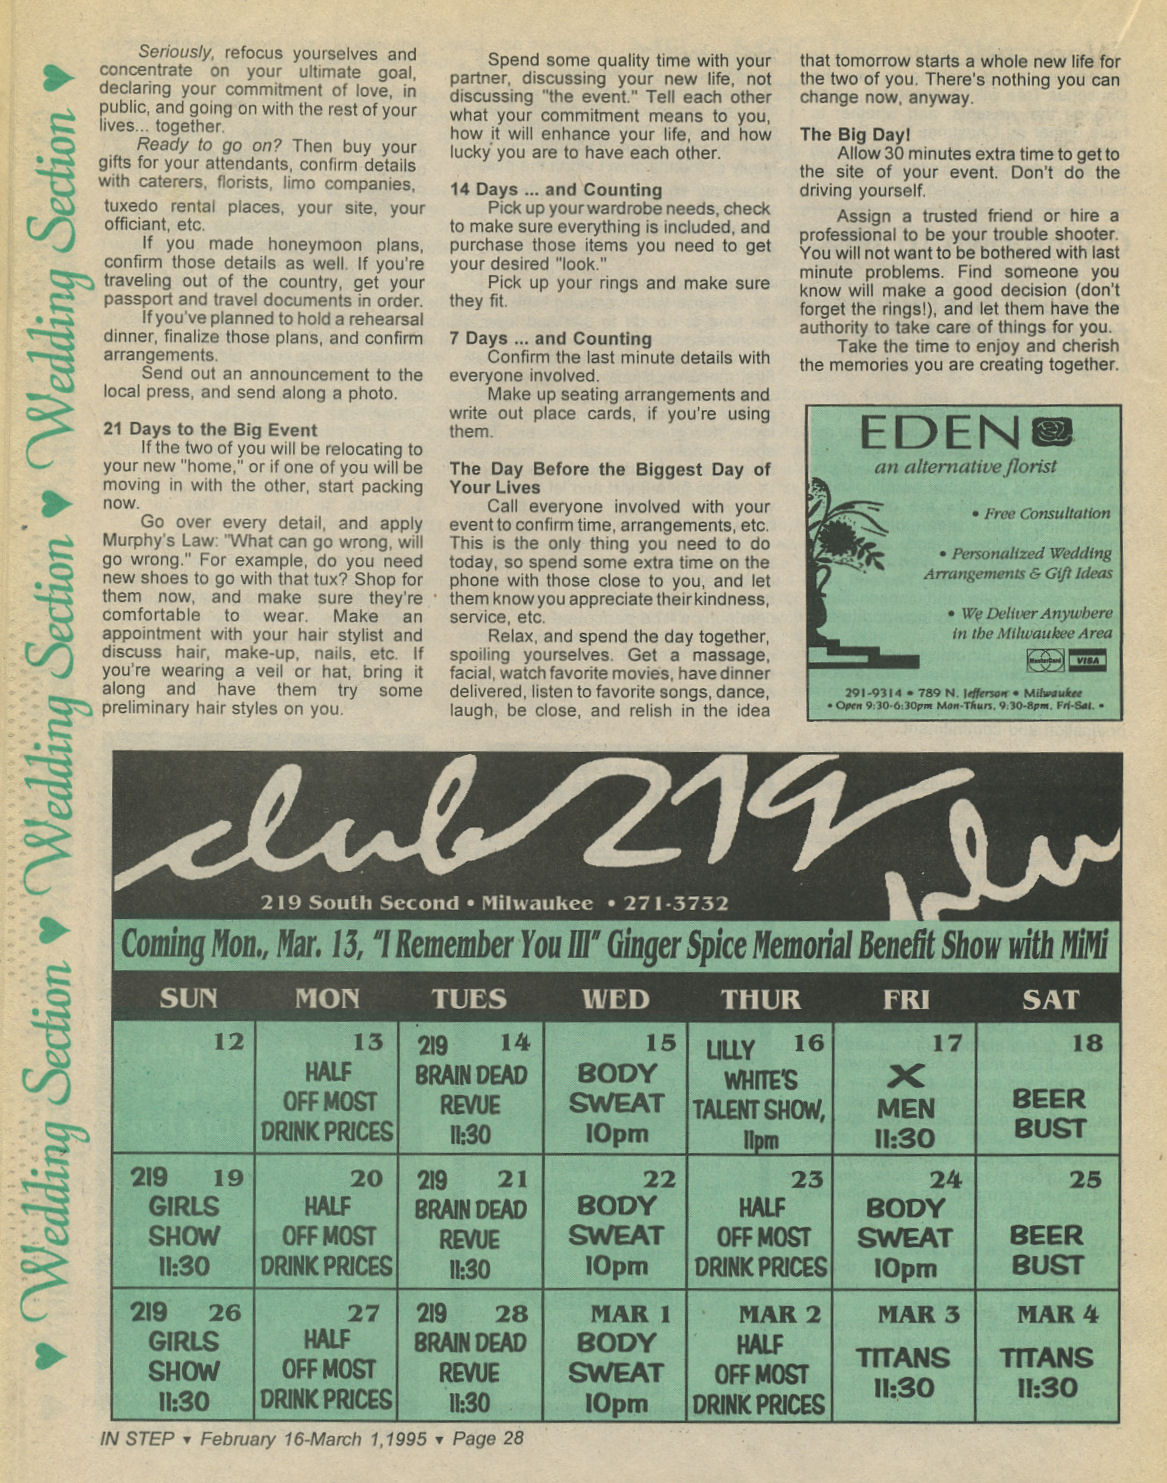 ♥ Wedding Section ♥ Wedding Section ♥ Wedding Section ♥ Wedding Section ♥
Seriously, refocus yourselves and
concentrate on your ultimate goal,
declaring your commitment of love, in
public, and going on with the rest of your
lives... together.
Ready to go on? Then buy your
gifts for your attendants, confirm details
with caterers, florists, limo companies,
tuxedo rental places, your site, your
officiant, etc.
If you made honeymoon plans,
confirm those details as well. If you're
traveling out of the country, get your
passport and travel documents in order.
If you've planned to hold a rehearsal
dinner, finalize those plans, and confirm
arrangements.
Send out an announcement to the
local press, and send along a photo.
21 Days to the Big Event
If the two of you will be relocating to
your new "home," or if one of you will be
moving in with the other, start packing
now.
Go over every detail, and apply
Murphy's Law: "What can go wrong, will
go wrong." For example, do you need
new shoes to go with that tux? Shop for
them now, and make sure they're
comfortable to wear. Make an
appointment with your hair stylist and
discuss hair, make-up, nails, etc. If
you're wearing a veil or hat, bring it
along and have them try some
preliminary hair styles on you.
Spend some quality time with your
partner, discussing your new life, not
discussing "the event." Tell each other
what your commitment means to you,
how it will enhance your life, and how
lucky you are to have each other.
14 Days ... and Counting
Pick up your wardrobe needs, check
to make sure everything is included, and
purchase those items you need to get
your desired "look."
Pick up your rings and make sure
they fit.
7 Days ... and Counting
Confirm the last minute details with
everyone involved.
Make up seating arrangements and
write out place cards, if you're using
them.
The Day Before the Biggest Day of
Your Lives
Call everyone involved with your
event to confirm time, arrangements, etc.
This is the only thing you need to do
today, so spend some extra time on the
phone with those close to you, and let
them know you appreciate their kindness,
service, etc.
Relax, and spend the day together,
spoiling yourselves. Get a massage,
facial, watch favorite movies, have dinner
delivered, listen to favorite songs, dance,
laugh, be close, and relish in the idea
that tomorrow starts a whole new life for
the two of you. There's nothing you can
change now, anyway.
The Big Day!
Allow 30 minutes extra time to get to
the site of your event. Don't do the
driving yourself.
Assign a trusted friend or hire a
professional to be your trouble shooter.
You will not want to be bothered with last
minute problems. Find someone you
know will make a good decision (don't
forget the rings!), and let them have the
authority to take care of things for you.
Take the time to enjoy and cherish
the memories you are creating together.
EDEN
an alternative florist
• Free Consultation
• Personalized Wedding
Arrangements & Gift Ideas
• We Deliver Anywhere
in the Milwaukee Area
MasterCard VISA
291-9314 • 789 N. Jefferson • Milwaukee
• Open 9:30-6:30pm Mon-Thurs, 9:30-8pm, Fri-Sat. •
club 219 plus
219 South Second • Milwaukee • 271-3732
Coming Mon., Mar. 13, "I Remember You III" Ginger Spice Memorial Benefit Show with MiMi
SUN MON TUES WED THUR FRI SAT
12
13
HALF
OFF MOST
DRINK PRICES
219 14
BRAIN DEAD
REVUE
11:30
15
BODY
SWEAT
10pm
LILLY 16
WHITE'S
TALENT SHOW,
11pm
17
X
MEN
11:30
18
BEER
BUST
219 19
GIRLS
SHOW
11:30
20
HALF
OFF MOST
DRINK PRICES
219 21
BRAIN DEAD
REVUE
11:30
22
BODY
SWEAT
10pm
23
HALF
OFF MOST
DRINK PRICES
24
BODY
SWEAT
10pm
25
BEER
BUST
219 26
GIRLS
SHOW
11:30
27
HALF
OFF MOST
DRINK PRICES
219 28
BRAIN DEAD
REVUE
11:30
MAR 1
BODY
SWEAT
10pm
MAR 2
HALF
OFF MOST
DRINK PRICES
MAR 3
TITANS
11:30
MAR 4
TITANS
11:30
IN STEP ▼ February 16-March 1, 1995 ▼ Page 28